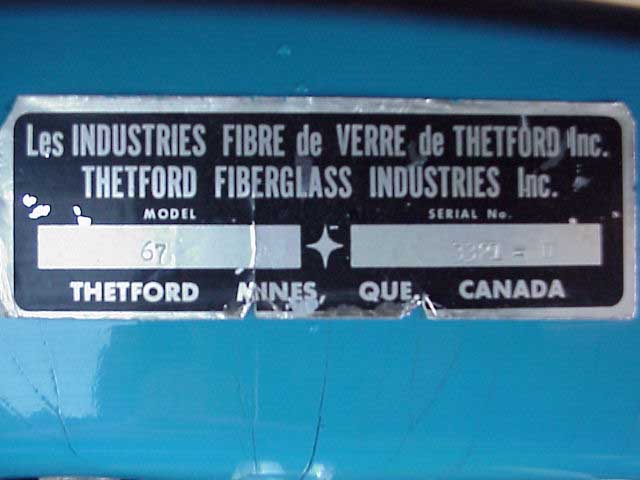 Les INDUSTRIES FIBRE de VERRE de THETFORD Inc.
THETFORD FIBERGLASS INDUSTRIES Inc.
MODEL SERIAL No.
67
THETFORD MINES, QUE. CANADA